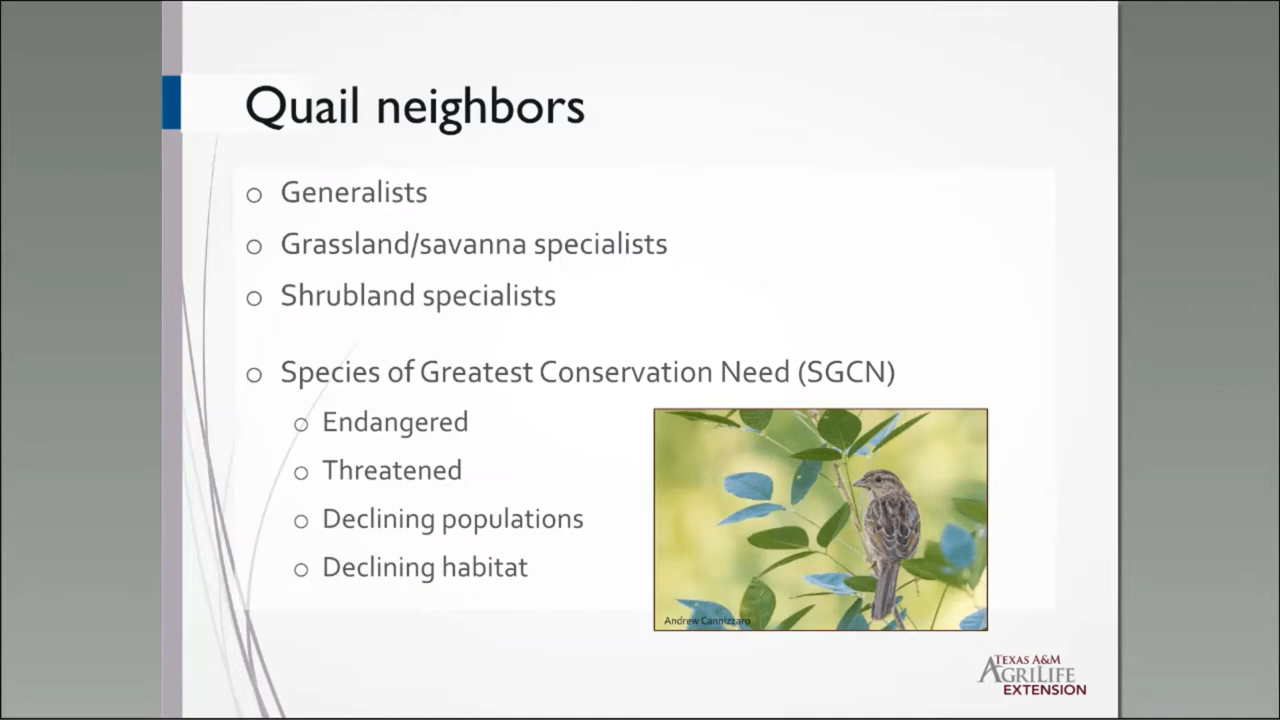 Quail neighbors
Generalists
Grassland/savanna specialists
Shrubland specialists
Species of Greatest Conservation Need (SGCN)
Endangered
Threatened
Declining populations
Declining habitat
Andrew Cannizzaro
TEXAS A&M
AGRILIFE
EXTENSION